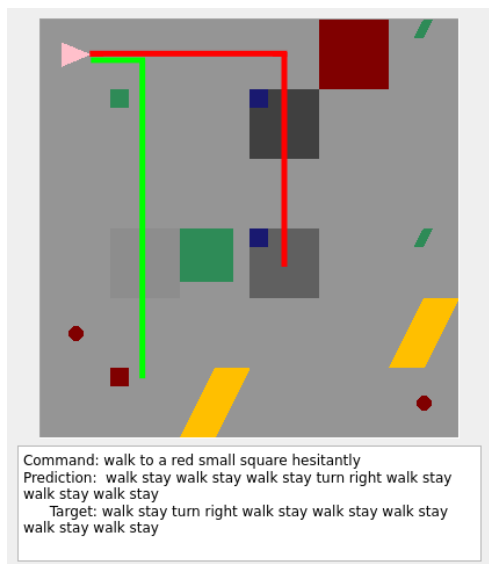 Command: walk to a red small square hesitantly
Prediction:  walk stay walk stay walk stay turn right walk stay
walk stay walk stay
Target: walk stay turn right walk stay walk stay walk stay
walk stay walk stay